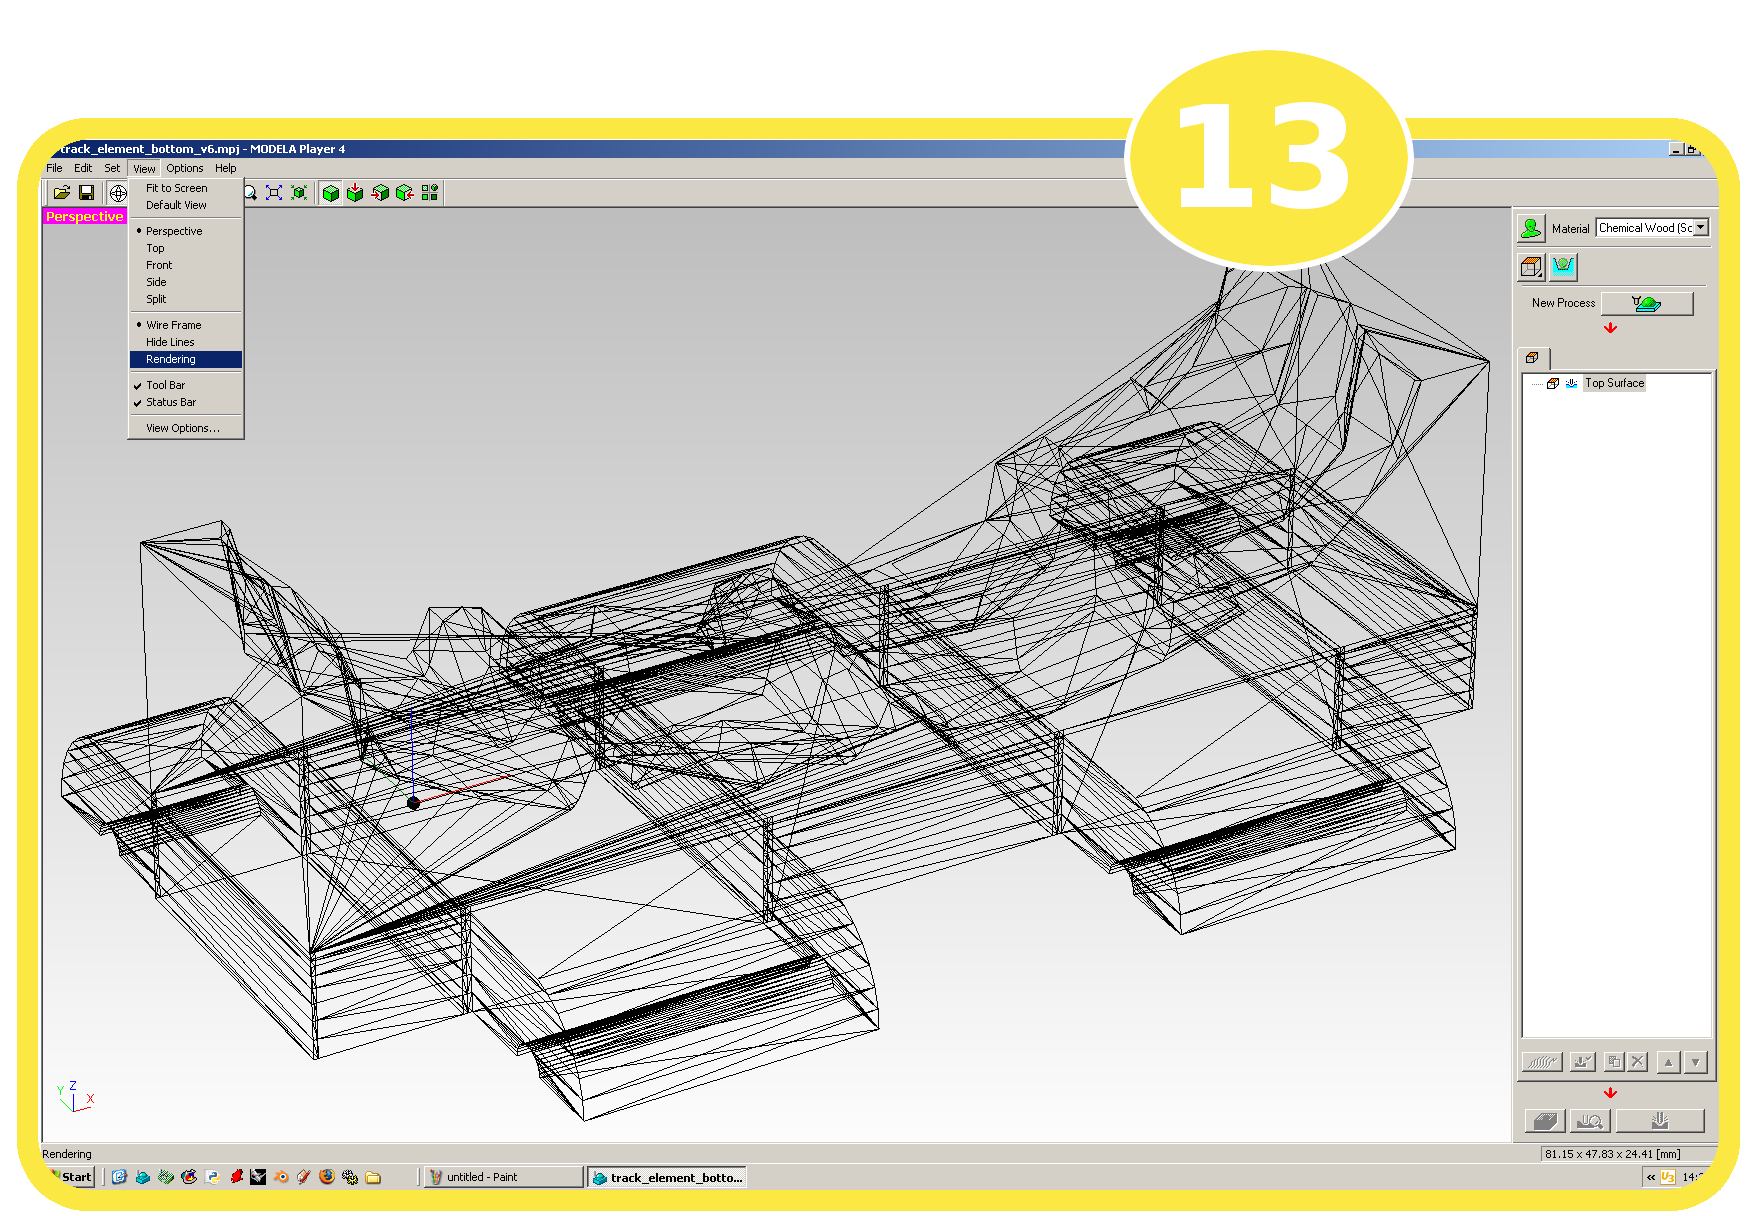 13
track_element_bottom_v6.mpj - MODELA Player 4
File Edit Set View Options Help
Perspective
Fit to Screen
Default View
Perspective
Top
Front
Side
Split
Wire Frame
Hide Lines
Rendering
Tool Bar
Status Bar
View Options...
Material Chemical Wood (Sc
New Process
Top Surface
Y Z X
Rendering
81.15 x 47.83 x 24.41 [mm]
Start
untitled - Paint
track_element_botto...
U3
14: